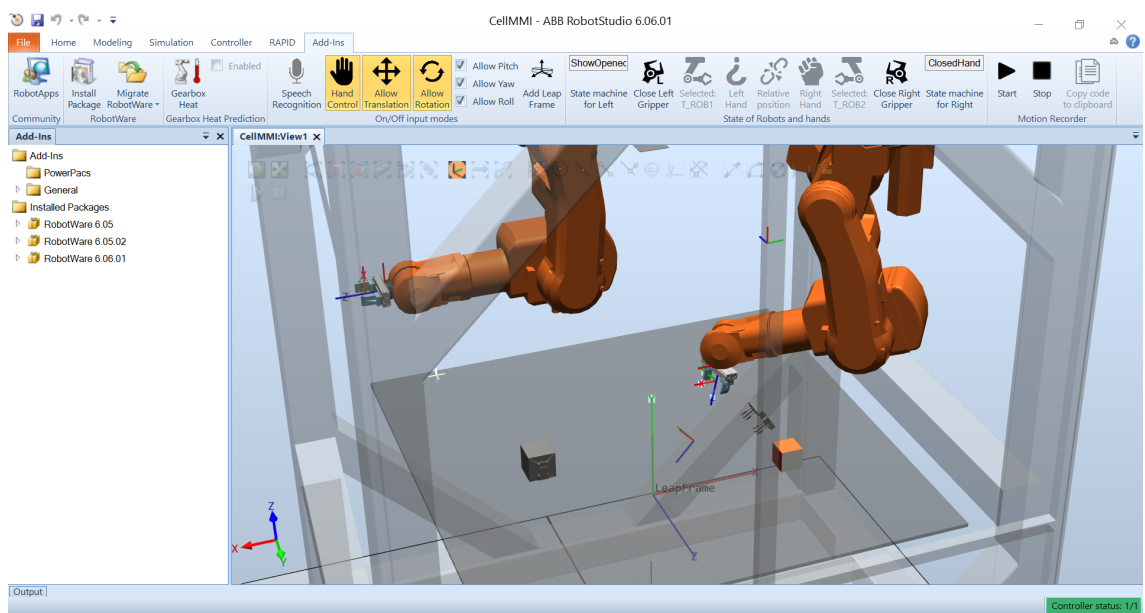 CellMMI - ABB RobotStudio 6.06.01
File Home Modeling Simulation Controller RAPID Add-Ins
RobotApps
Community
Install Package
Migrate RobotWare
RobotWare
Gearbox Heat
Enabled
Gearbox Heat Prediction
Speech Recognition
Hand Control
Allow Translation
Allow Rotation
Allow Pitch
Allow Yaw
Allow Roll
Add Leap Frame
On/Off input modes
ShowOpened
State machine for Left
Close Left Gripper
L
Selected: T_ROB1
Left Hand
Relative position
Right Hand
Selected: T_ROB2
Close Right Gripper
R
ClosedHand
State machine for Right
State of Robots and hands
Start
Stop
Copy code to clipboard
Motion Recorder
Add-Ins
CellMMI:View1
Add-Ins
PowerPacs
General
Installed Packages
RobotWare 6.05
RobotWare 6.05.02
RobotWare 6.06.01
X
Z
X
Z
Y
X
LeapFrame
Z
Z
X
Y
Output
Controller status: 1/1